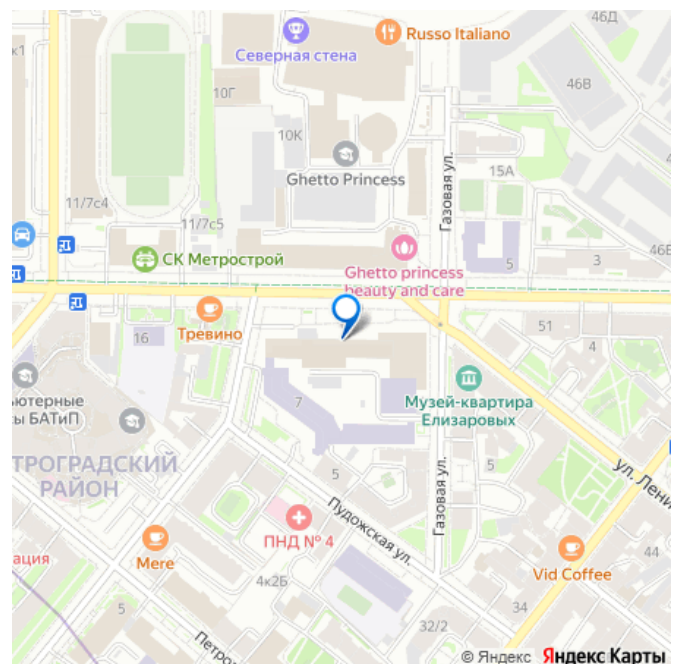 46Д
Russo Italiano
Северная стена
к1
10Г
46В
10К
15А
Ghetto Princess
Газовая ул.
11/7с4
11/7с5
46Б
СК Метрострой
5
3
Ghetto princess
beauty and care
Тревино
16
51
4
ьютерные
сы БАТиП
7
Музей-квартира
Елизаровых
ТРОГРАДСКИЙ
РАЙОН
5
5
Газовая ул.
ул. Лени
Пудожская ул.
ПНД № 4
ация
Mere
Vid Coffee
44
4к2Б
5
34
32/2
Петро
© Яндекс Яндекс Карты